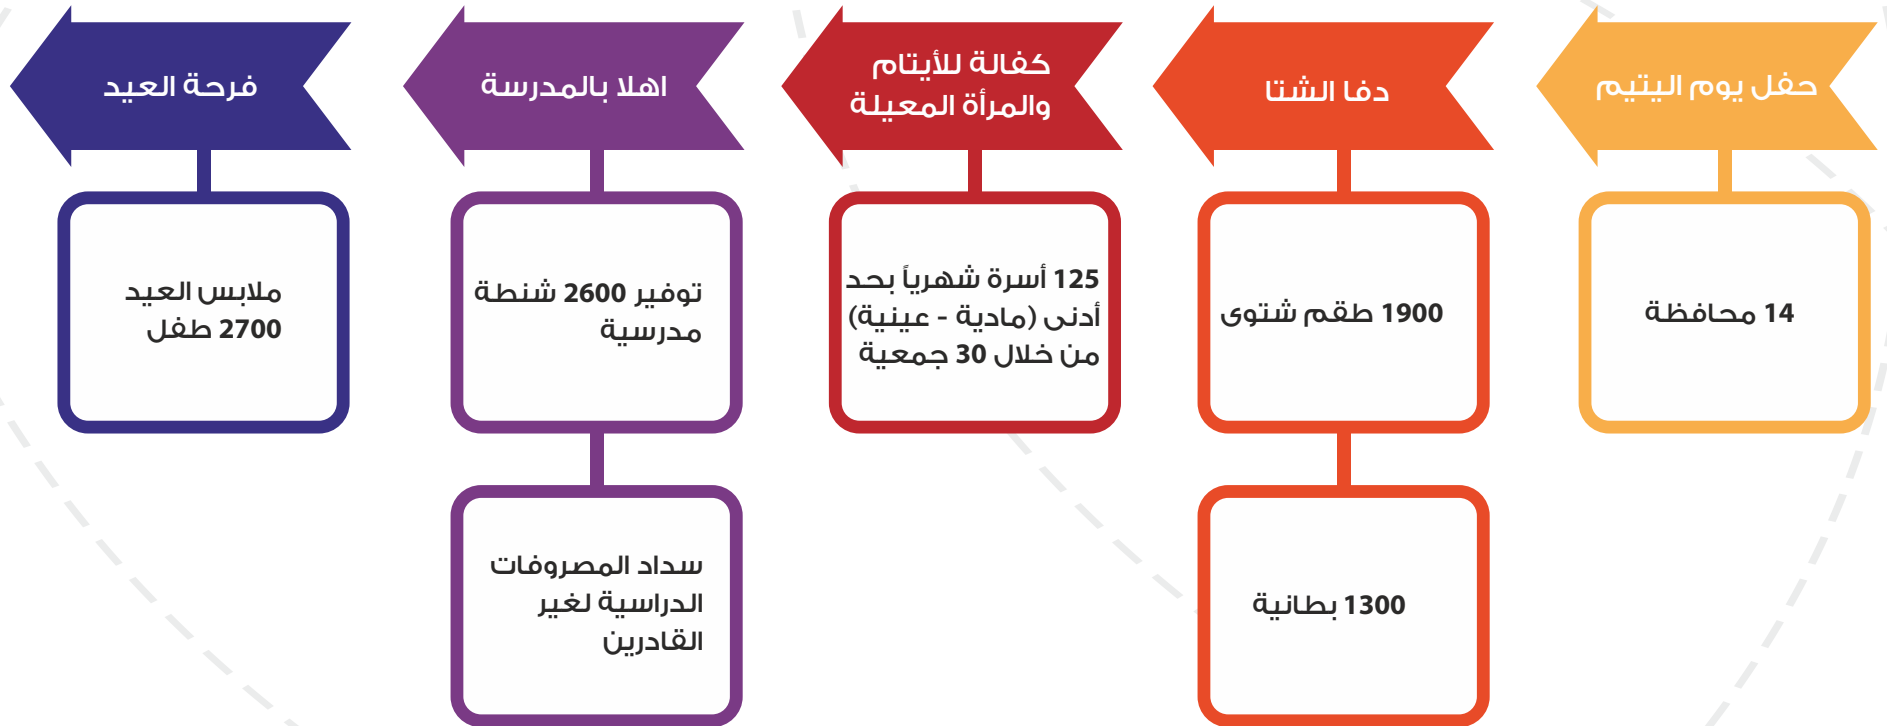 حفل يوم اليتيم
14 محافظة
دفا الشتا
1900 طقم شتوى
1300 بطانية
كفالة للأيتام
والمرأة المعيلة
125 أسرة شهرياً بحد
أدنى (مادية - عينية)
من خلال 30 جمعية
اهلا بالمدرسة
توفير 2600 شنطة
مدرسية
سداد المصروفات
الدراسية لغير
القادرين
فرحة العيد
ملابس العيد
2700 طفل